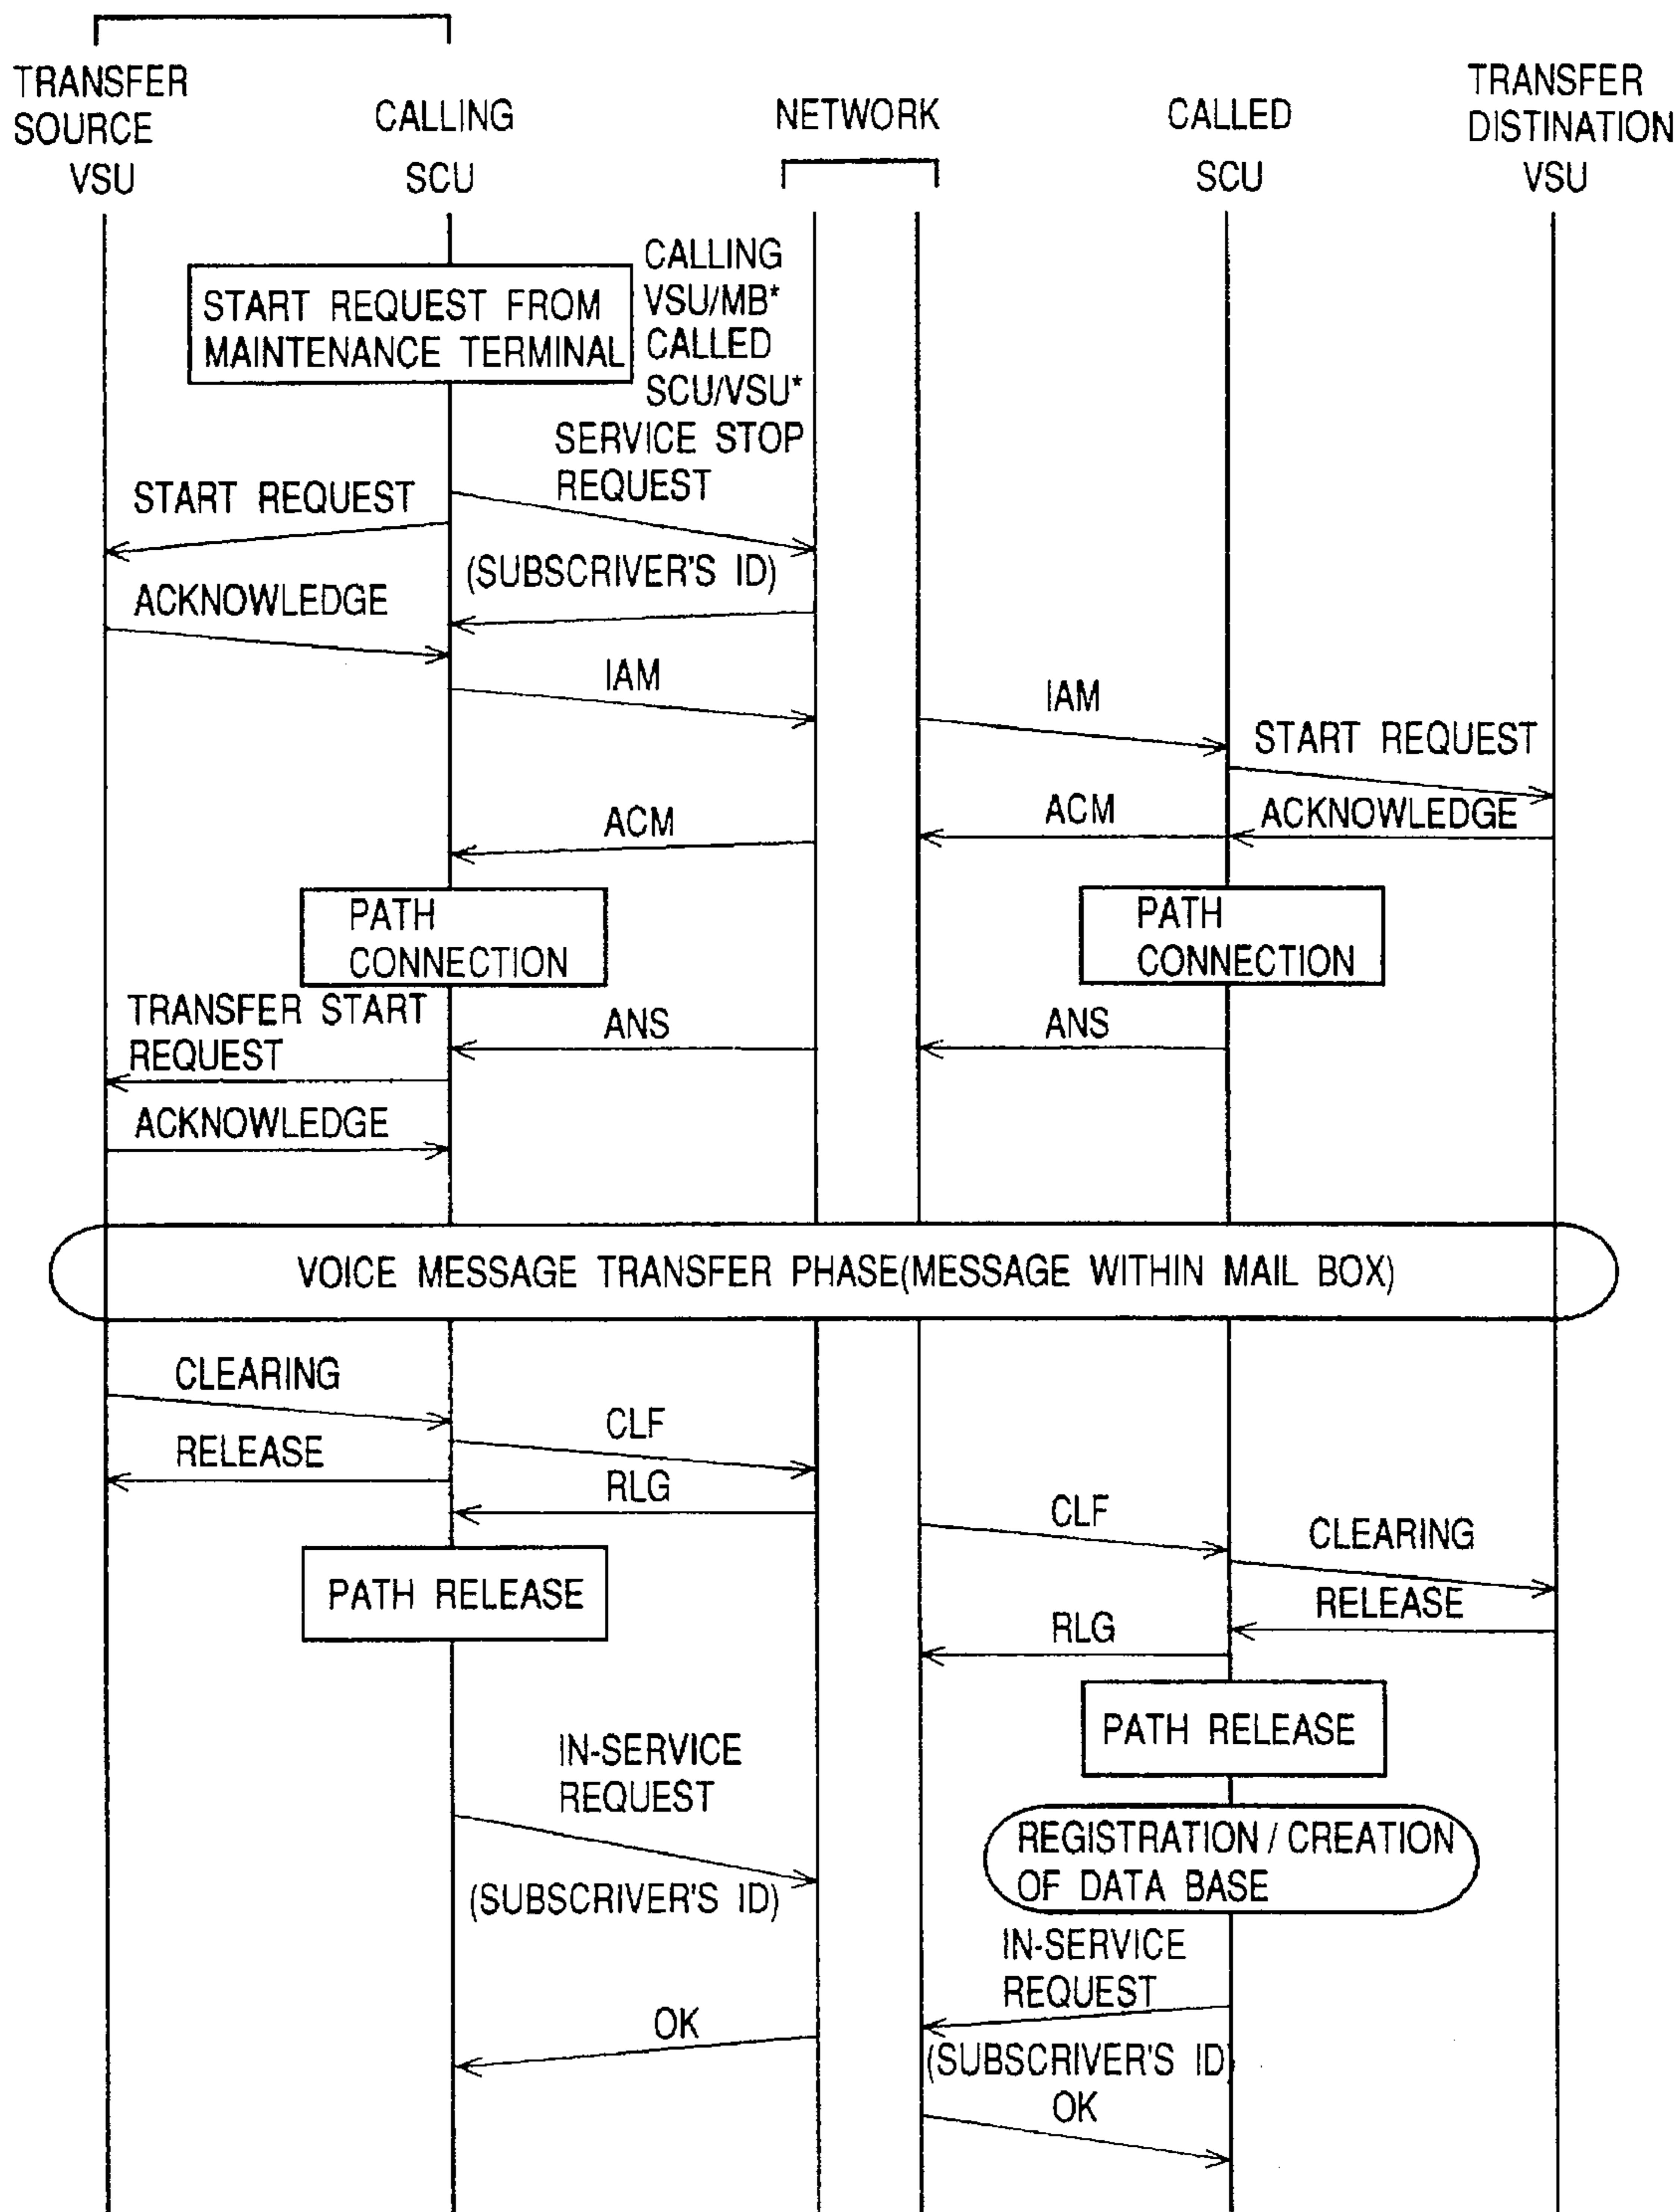 TRANSFER
SOURCE
VSU
CALLING
SCU
NETWORK
CALLED
SCU
TRANSFER
DISTINATION
VSU
START REQUEST FROM
MAINTENANCE TERMINAL
CALLING
VSU/MB*
CALLED
SCU/VSU*
SERVICE STOP
REQUEST
START REQUEST
(SUBSCRIVER'S ID)
ACKNOWLEDGE
IAM
IAM
START REQUEST
ACM
ACM
ACKNOWLEDGE
PATH
CONNECTION
PATH
CONNECTION
TRANSFER START
REQUEST
ANS
ANS
ACKNOWLEDGE
VOICE MESSAGE TRANSFER PHASE(MESSAGE WITHIN MAIL BOX)
CLEARING
CLF
RELEASE
RLG
CLF
CLEARING
PATH RELEASE
RELEASE
RLG
PATH RELEASE
IN-SERVICE
REQUEST
(SUBSCRIVER'S ID)
REGISTRATION / CREATION
OF DATA BASE
IN-SERVICE
REQUEST
OK
(SUBSCRIVER'S ID)
OK